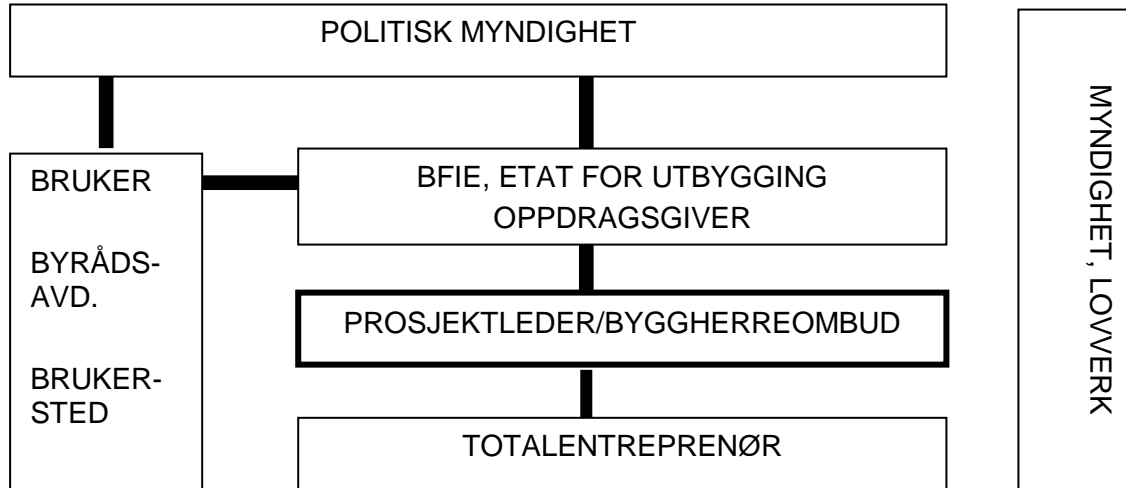 POLITISK MYNDIGHET
BRUKER
BYRÅDS-
AVD.
BRUKER-
STED
BFIE, ETAT FOR UTBYGGING
OPPDRAGSGIVER
PROSJEKTLEDER/BYGGHERREOMBUD
TOTALENTREPRENØR
MYNDIGHET, LOVVERK